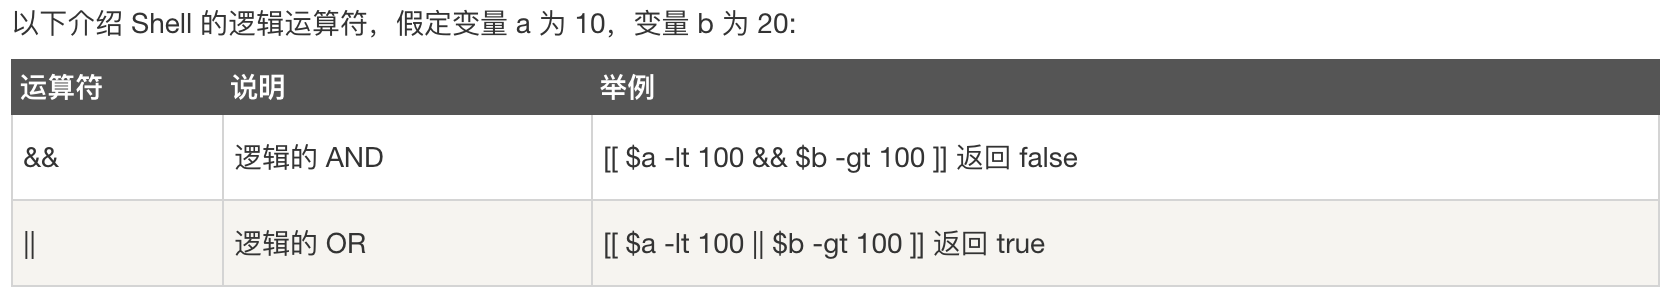 以下介绍 Shell 的逻辑运算符，假定变量 a 为 10，变量 b 为 20:
运算符 说明 举例
&& 逻辑的 AND [[ $a -lt 100 && $b -gt 100 ]] 返回 false
|| 逻辑的 OR [[ $a -lt 100 || $b -gt 100 ]] 返回 true